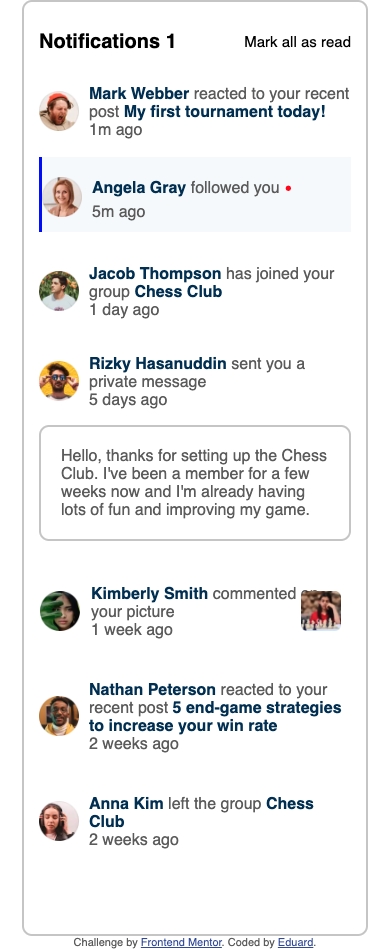 Notifications 1
Mark all as read
Mark Webber reacted to your recent
post My first tournament today!
1m ago
Angela Gray followed you
5m ago
Jacob Thompson has joined your
group Chess Club
1 day ago
Rizky Hasanuddin sent you a
private message
5 days ago
Hello, thanks for setting up the Chess
Club. I've been a member for a few
weeks now and I'm already having
lots of fun and improving my game.
Kimberly Smith commented
your picture
1 week ago
Nathan Peterson reacted to your
recent post 5 end-game strategies
to increase your win rate
2 weeks ago
Anna Kim left the group Chess
Club
2 weeks ago
Challenge by Frontend Mentor. Coded by Eduard.